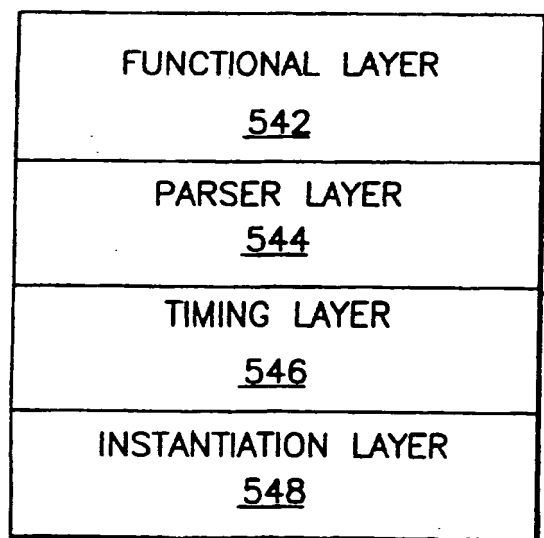 FUNCTIONAL LAYER
542
PARSER LAYER
544
TIMING LAYER
546
INSTANTIATION LAYER
548